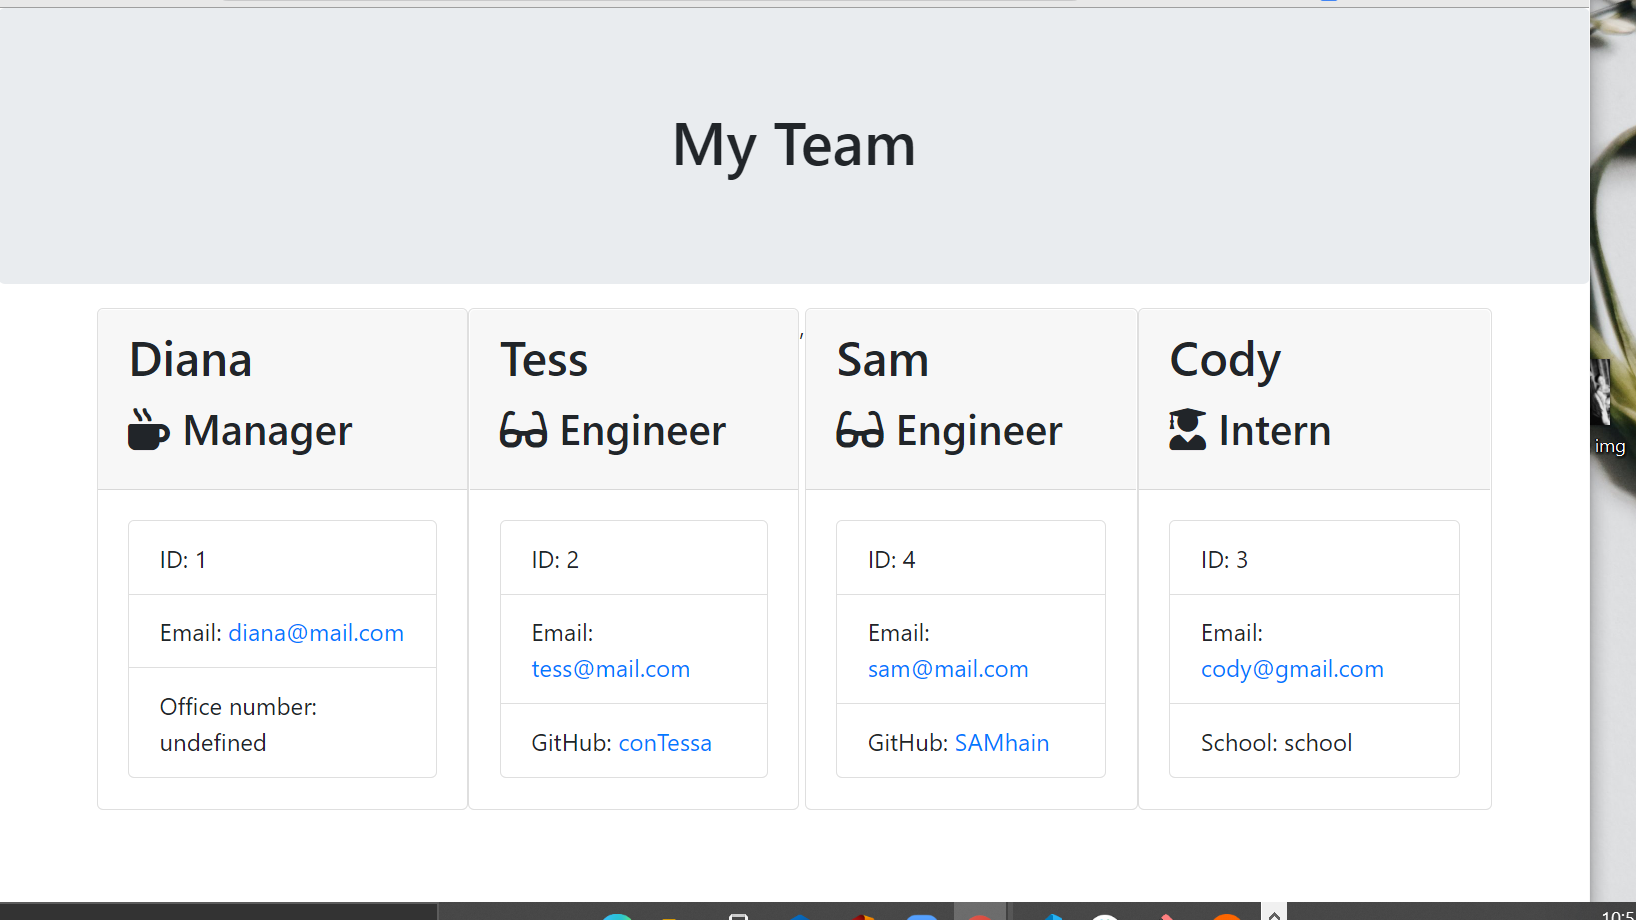 My Team
Diana
Manager
ID: 1
Email: diana@mail.com
Office number:
undefined
Tess
Engineer
ID: 2
Email:
tess@mail.com
GitHub: conTessa
,
Sam
Engineer
ID: 4
Email:
sam@mail.com
GitHub: SAMhain
Cody
Intern
ID: 3
Email:
cody@gmail.com
School: school
img